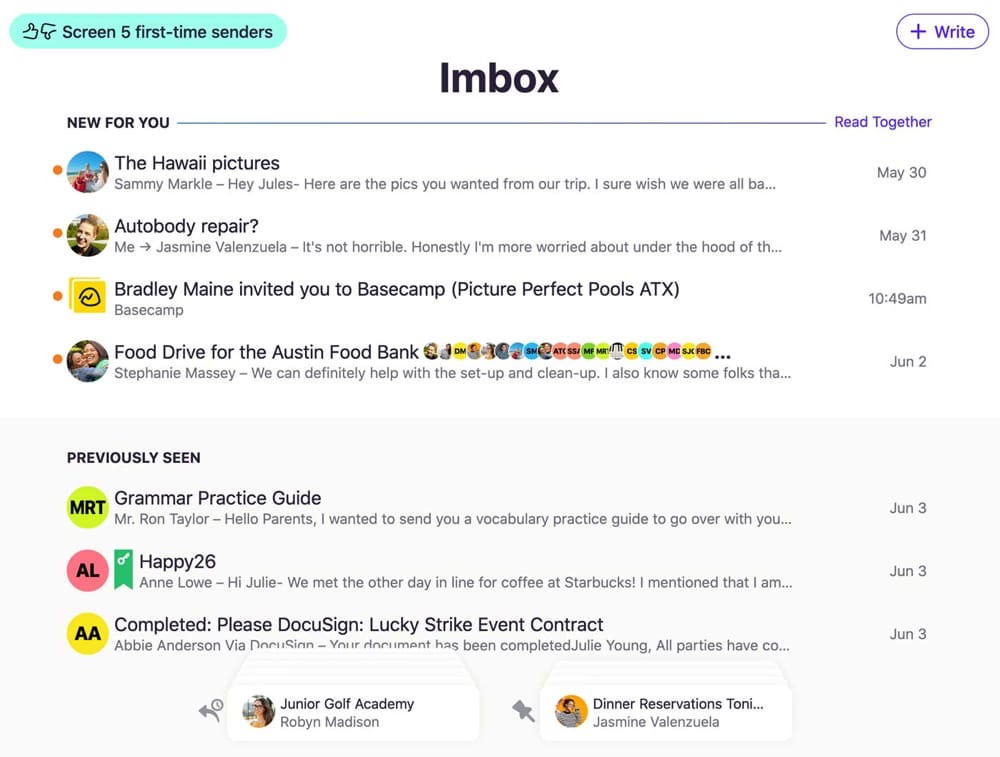 Screen 5 first-time senders
+ Write
Imbox
NEW FOR YOU
Read Together
The Hawaii pictures
Sammy Markle – Hey Jules- Here are the pics you wanted from our trip. I sure wish we were all ba...
May 30
Autobody repair?
Me → Jasmine Valenzuela – It's not horrible. Honestly I'm more worried about under the hood of th...
May 31
Bradley Maine invited you to Basecamp (Picture Perfect Pools ATX)
Basecamp
10:49am
Food Drive for the Austin Food Bank DM SM CS SV CP SJ FBC ...
Stephanie Massey – We can definitely help with the set-up and clean-up. I also know some folks tha...
Jun 2
PREVIOUSLY SEEN
MRT
Grammar Practice Guide
Mr. Ron Taylor – Hello Parents, I wanted to send you a vocabulary practice guide to go over with you...
Jun 3
AL
Happy26
Anne Lowe – Hi Julie- We met the other day in line for coffee at Starbucks! I mentioned that I am...
Jun 3
AA
Completed: Please DocuSign: Lucky Strike Event Contract
Abbie Anderson Via DocuSign – Your document has been completedJulie Young, All parties have co...
Jun 3
Junior Golf Academy
Robyn Madison
Dinner Reservations Toni...
Jasmine Valenzuela